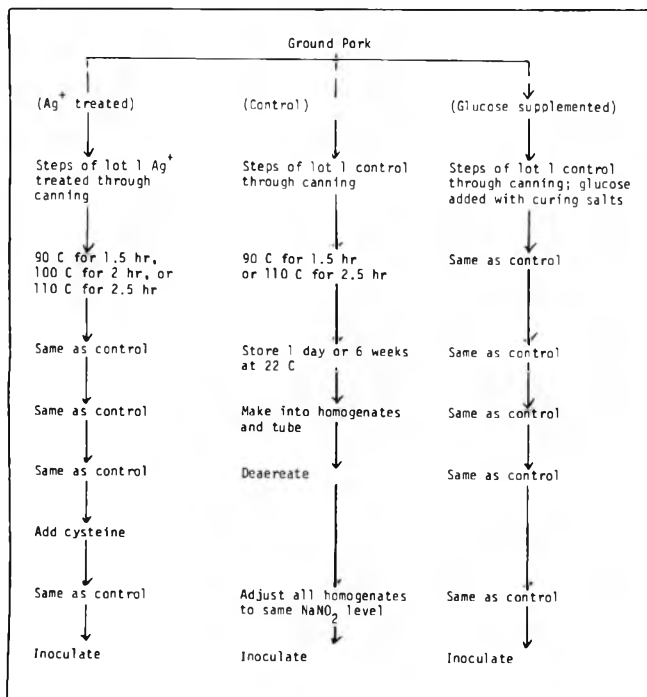 Ground Pork
(Ag⁺ treated)
Steps of lot 1 Ag⁺
treated through
canning
90 C for 1.5 hr,
100 C for 2 hr, or
110 C for 2.5 hr
Same as control
Same as control
Same as control
Add cysteine
Same as control
Inoculate
(Control)
Steps of lot 1 control
through canning
90 C for 1.5 hr
or 110 C for 2.5 hr
Store 1 day or 6 weeks
at 22 C
Make into homogenates
and tube
Deaereate
Adjust all homogenates
to same NaNO₂ level
Inoculate
(Glucose supplemented)
Steps of lot 1 control
through canning; glucose
added with curing salts
Same as control
Same as control
Same as control
Same as control
Same as control
Inoculate